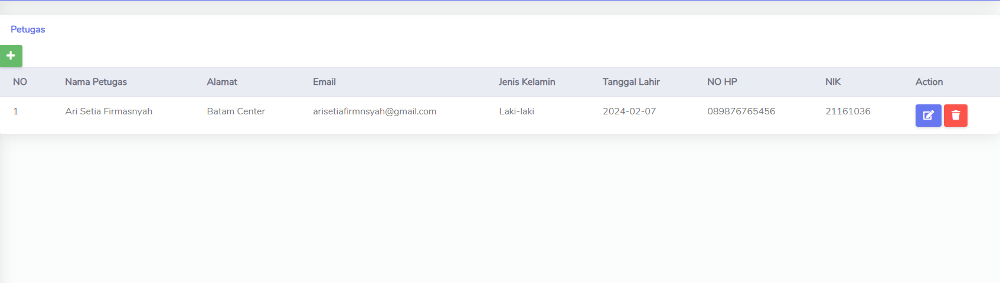 Petugas
NO Nama Petugas Alamat Email Jenis Kelamin Tanggal Lahir NO HP NIK Action
1 Ari Setia Firmasnyah Batam Center arisetiafirmnsyah@gmail.com Laki-laki 2024-02-07 089876765456 21161036